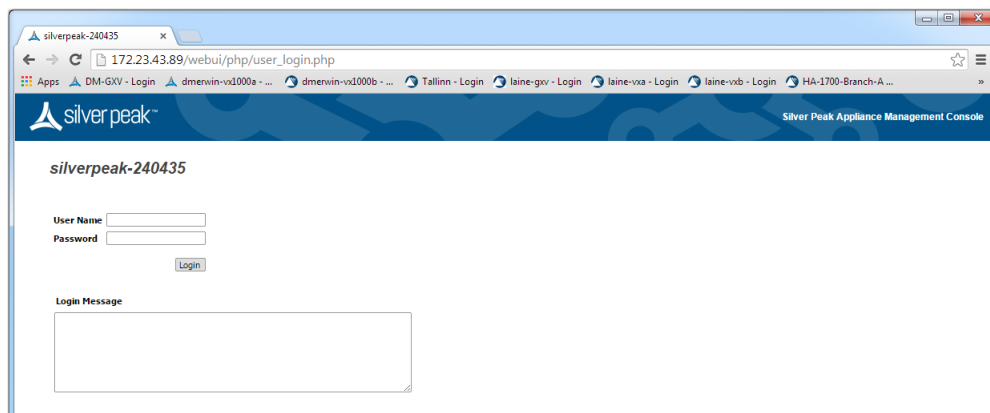 silverpeak-240435
172.23.43.89/webui/php/user_login.php
Apps DM-GXV - Login dmerwin-vx1000a - ... dmerwin-vx1000b - ... Tallinn - Login laine-gxv - Login laine-vxa - Login laine-vxb - Login HA-1700-Branch-A ... »
silver peak™ Silver Peak Appliance Management Console
silverpeak-240435
User Name
Password
Login
Login Message